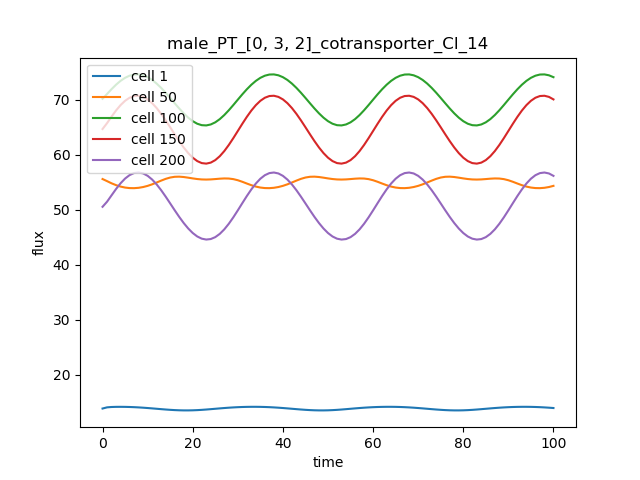 male_PT_[0, 3, 2]_cotransporter_Cl_14
cell 1
cell 50
cell 100
cell 150
cell 200
70
60
50
40
30
20
flux
0 20 40 60 80 100
time